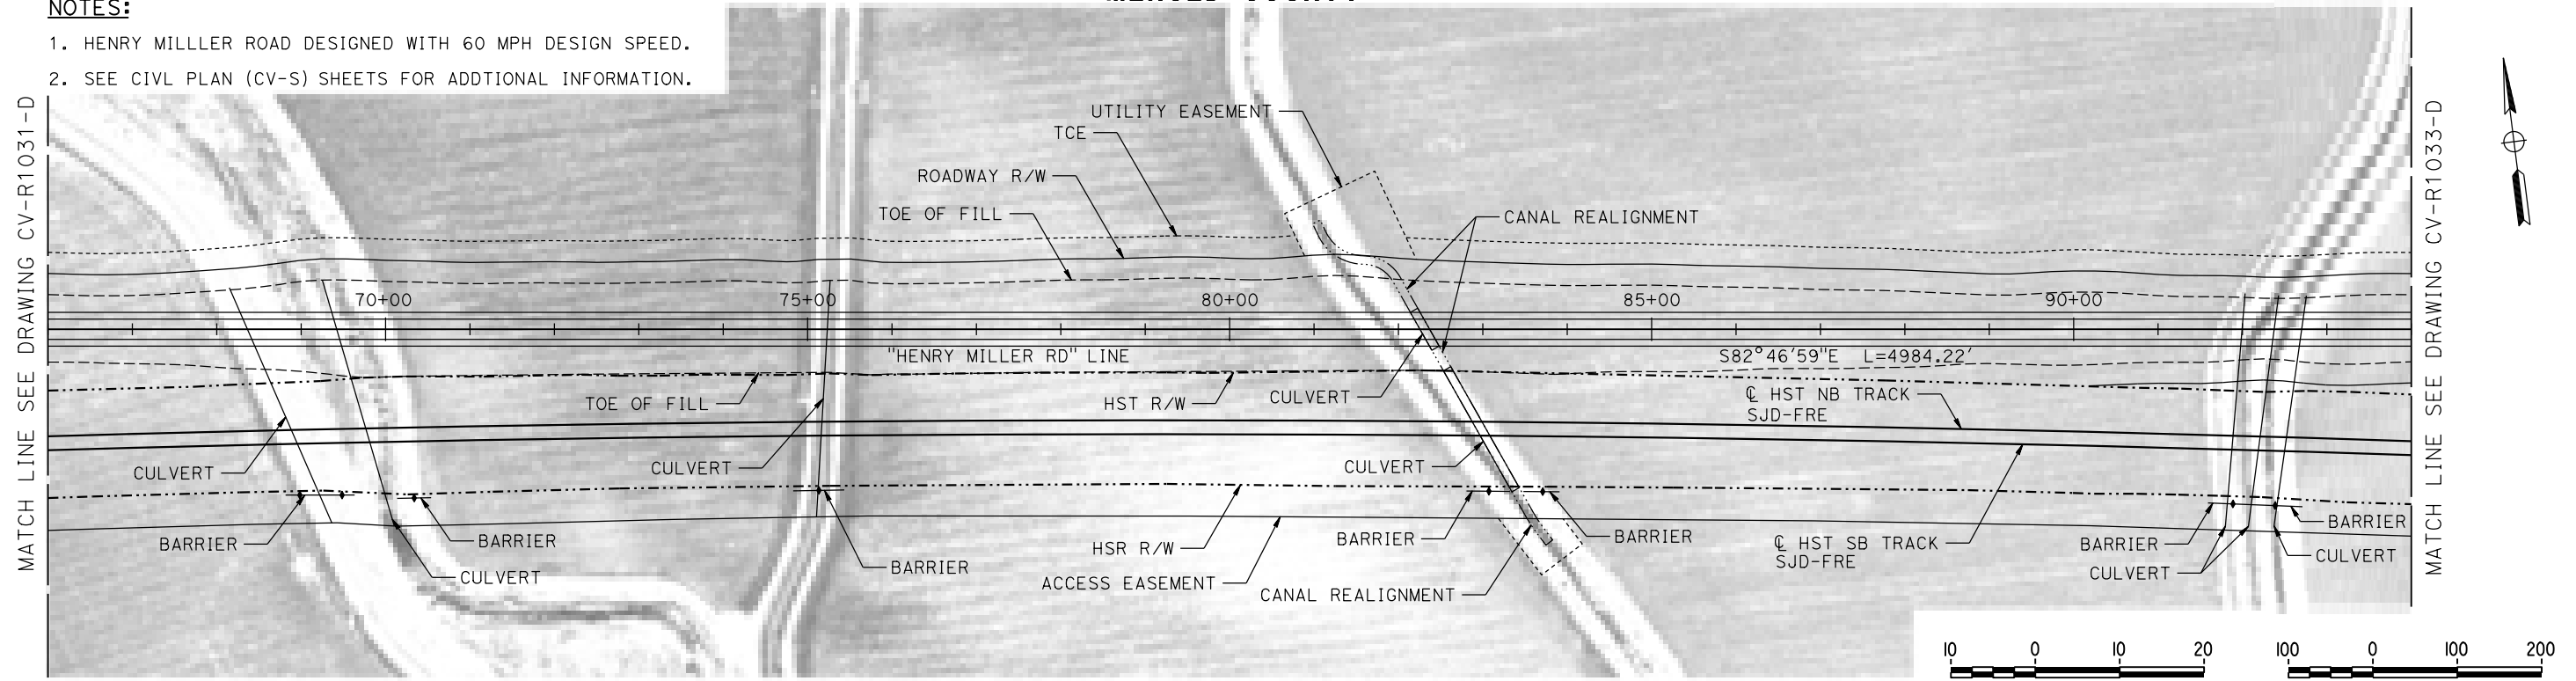 NOTES:
1. HENRY MILLLER ROAD DESIGNED WITH 60 MPH DESIGN SPEED.
2. SEE CIVL PLAN (CV-S) SHEETS FOR ADDTIONAL INFORMATION.
MATCH LINE SEE DRAWING CV-R1031-D
UTILITY EASEMENT
TCE
ROADWAY R/W
TOE OF FILL
CANAL REALIGNMENT
70+00
75+00
80+00
85+00
90+00
"HENRY MILLER RD" LINE
S82°46'59"E L=4984.22'
TOE OF FILL
HST R/W
CULVERT
℄ HST NB TRACK
SJD-FRE
CULVERT
CULVERT
CULVERT
BARRIER
BARRIER
CULVERT
BARRIER
HSR R/W
ACCESS EASEMENT
BARRIER
BARRIER
CANAL REALIGNMENT
℄ HST SB TRACK
SJD-FRE
BARRIER
BARRIER
CULVERT
CULVERT
MATCH LINE SEE DRAWING CV-R1033-D
10 0 10 20
100 0 100 200